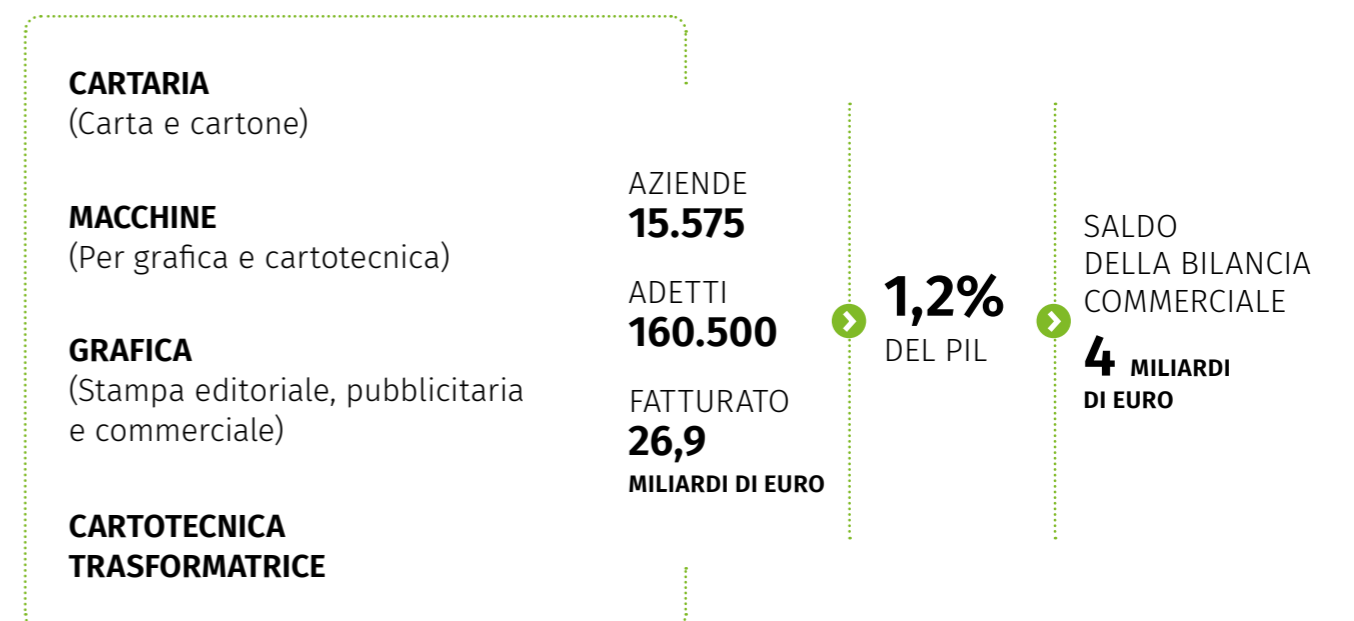 CARTARIA
(Carta e cartone)
MACCHINE
(Per grafica e cartotecnica)
GRAFICA
(Stampa editoriale, pubblicitaria
e commerciale)
CARTOTECNICA
TRASFORMATRICE
AZIENDE
15.575
ADETTI
160.500
FATTURATO
26,9
MILIARDI DI EURO
1,2%
DEL PIL
SALDO
DELLA BILANCIA
COMMERCIALE
4 MILIARDI
DI EURO